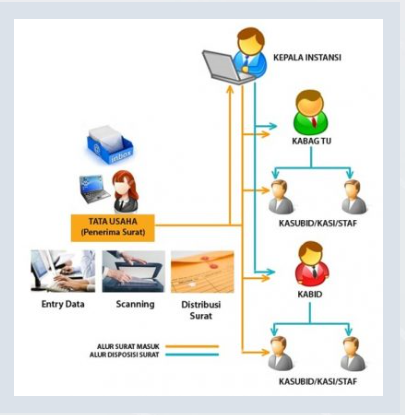 KEPALA INSTANSI
inbox
KABAG TU
TATA USAHA
(Penerima Surat)
KASUBID/KASI/STAF
Entry Data
Scanning
Distribusi
Surat
KABID
ALUR SURAT MASUK
ALUR DISPOSISI SURAT
KASUBID/KASI/STAF